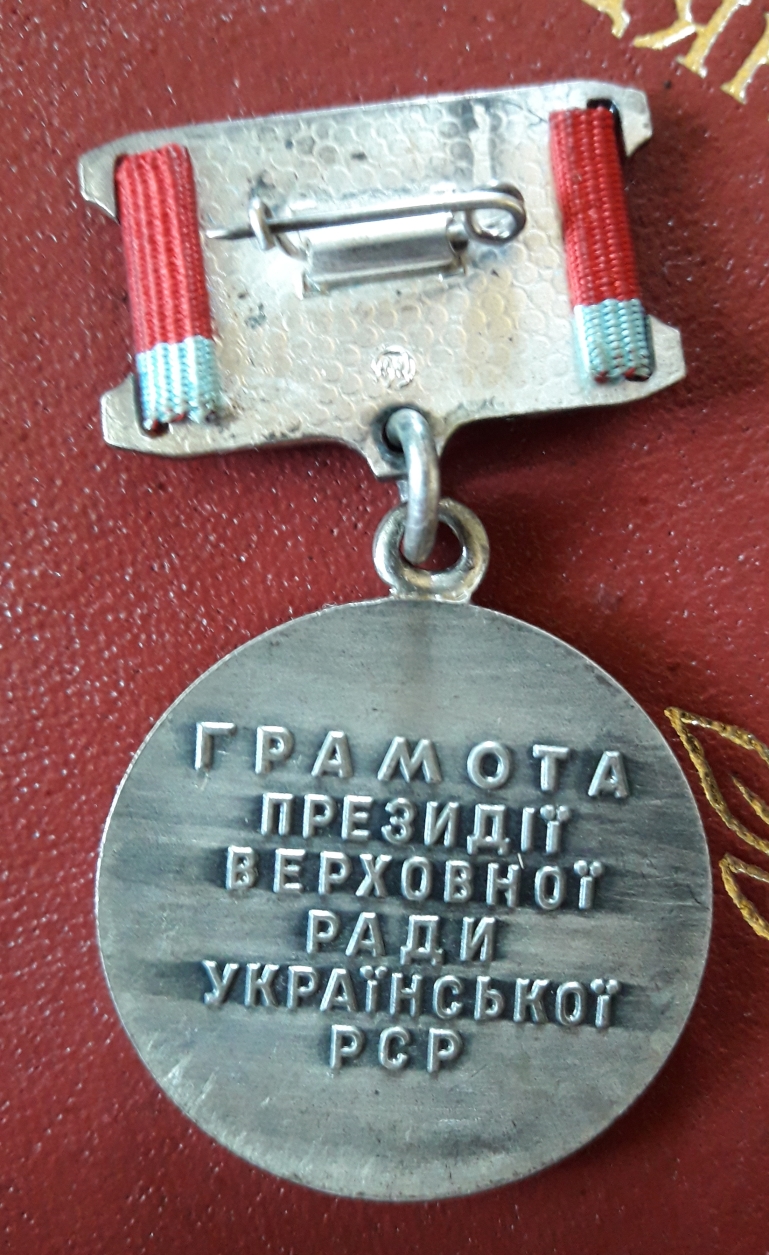 ГРАМОТА
ПРЕЗИДІЇ
ВЕРХОВНОЇ
РАДИ
УКРАЇНСЬКОЇ
РСР